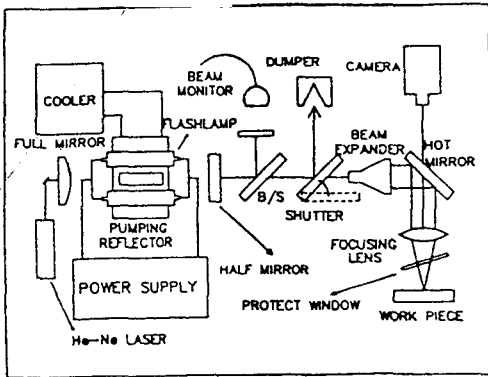 DUMPER
CAMERA
BEAM
MONITOR
COOLER
FLASHLAMP
FULL MIRROR
BEAM
EXPANDER
HOT
MIRROR
B/S
SHUTTER
PUMPING
REFLECTOR
FOCUSING
LENS
HALF MIRROR
POWER SUPPLY
PROTECT WINDOW
WORK PIECE
He-Ne LASER